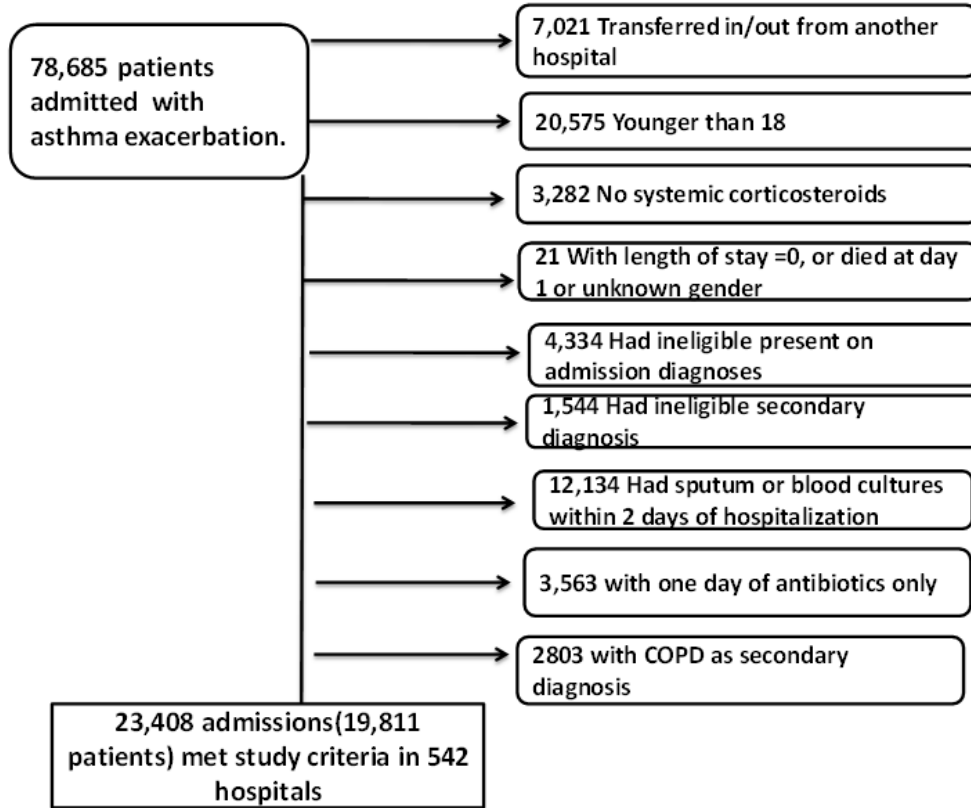 78,685 patients
admitted with
asthma exacerbation.
7,021 Transferred in/out from another
hospital
20,575 Younger than 18
3,282 No systemic corticosteroids
21 With length of stay =0, or died at day
1 or unknown gender
4,334 Had ineligible present on
admission diagnoses
1,544 Had ineligible secondary
diagnosis
12,134 Had sputum or blood cultures
within 2 days of hospitalization
3,563 with one day of antibiotics only
2803 with COPD as secondary
diagnosis
23,408 admissions(19,811
patients) met study criteria in 542
hospitals